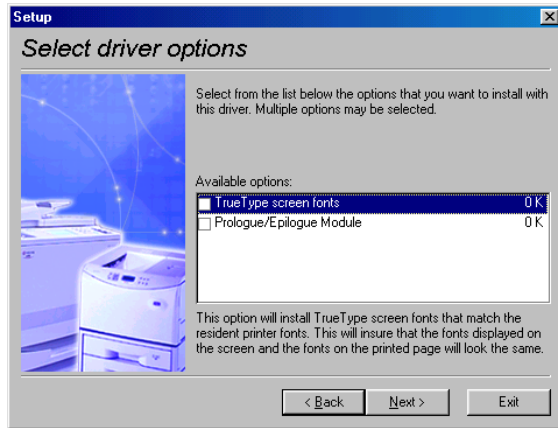 Setup
Select driver options
Select from the list below the options that you want to install with
this driver. Multiple options may be selected.
Available options:
TrueType screen fonts 0 K
Prologue/Epilogue Module 0 K
This option will install TrueType screen fonts that match the
resident printer fonts. This will insure that the fonts displayed on
the screen and the fonts on the printed page will look the same.
< Back Next > Exit